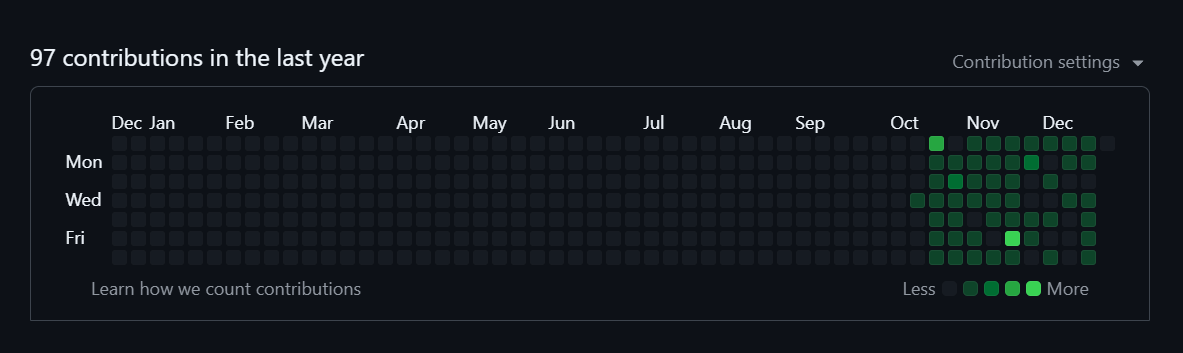 97 contributions in the last year
Contribution settings
Dec Jan Feb Mar Apr May Jun Jul Aug Sep Oct Nov Dec
Mon
Wed
Fri
Learn how we count contributions
Less More